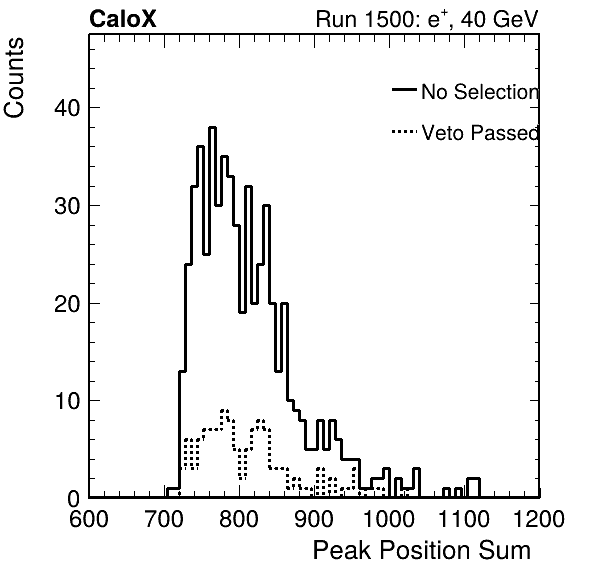 CaloX Run 1500: e+, 40 GeV
Counts
No Selection
Veto Passed
40
30
20
10
0
600 700 800 900 1000 1100 1200
Peak Position Sum